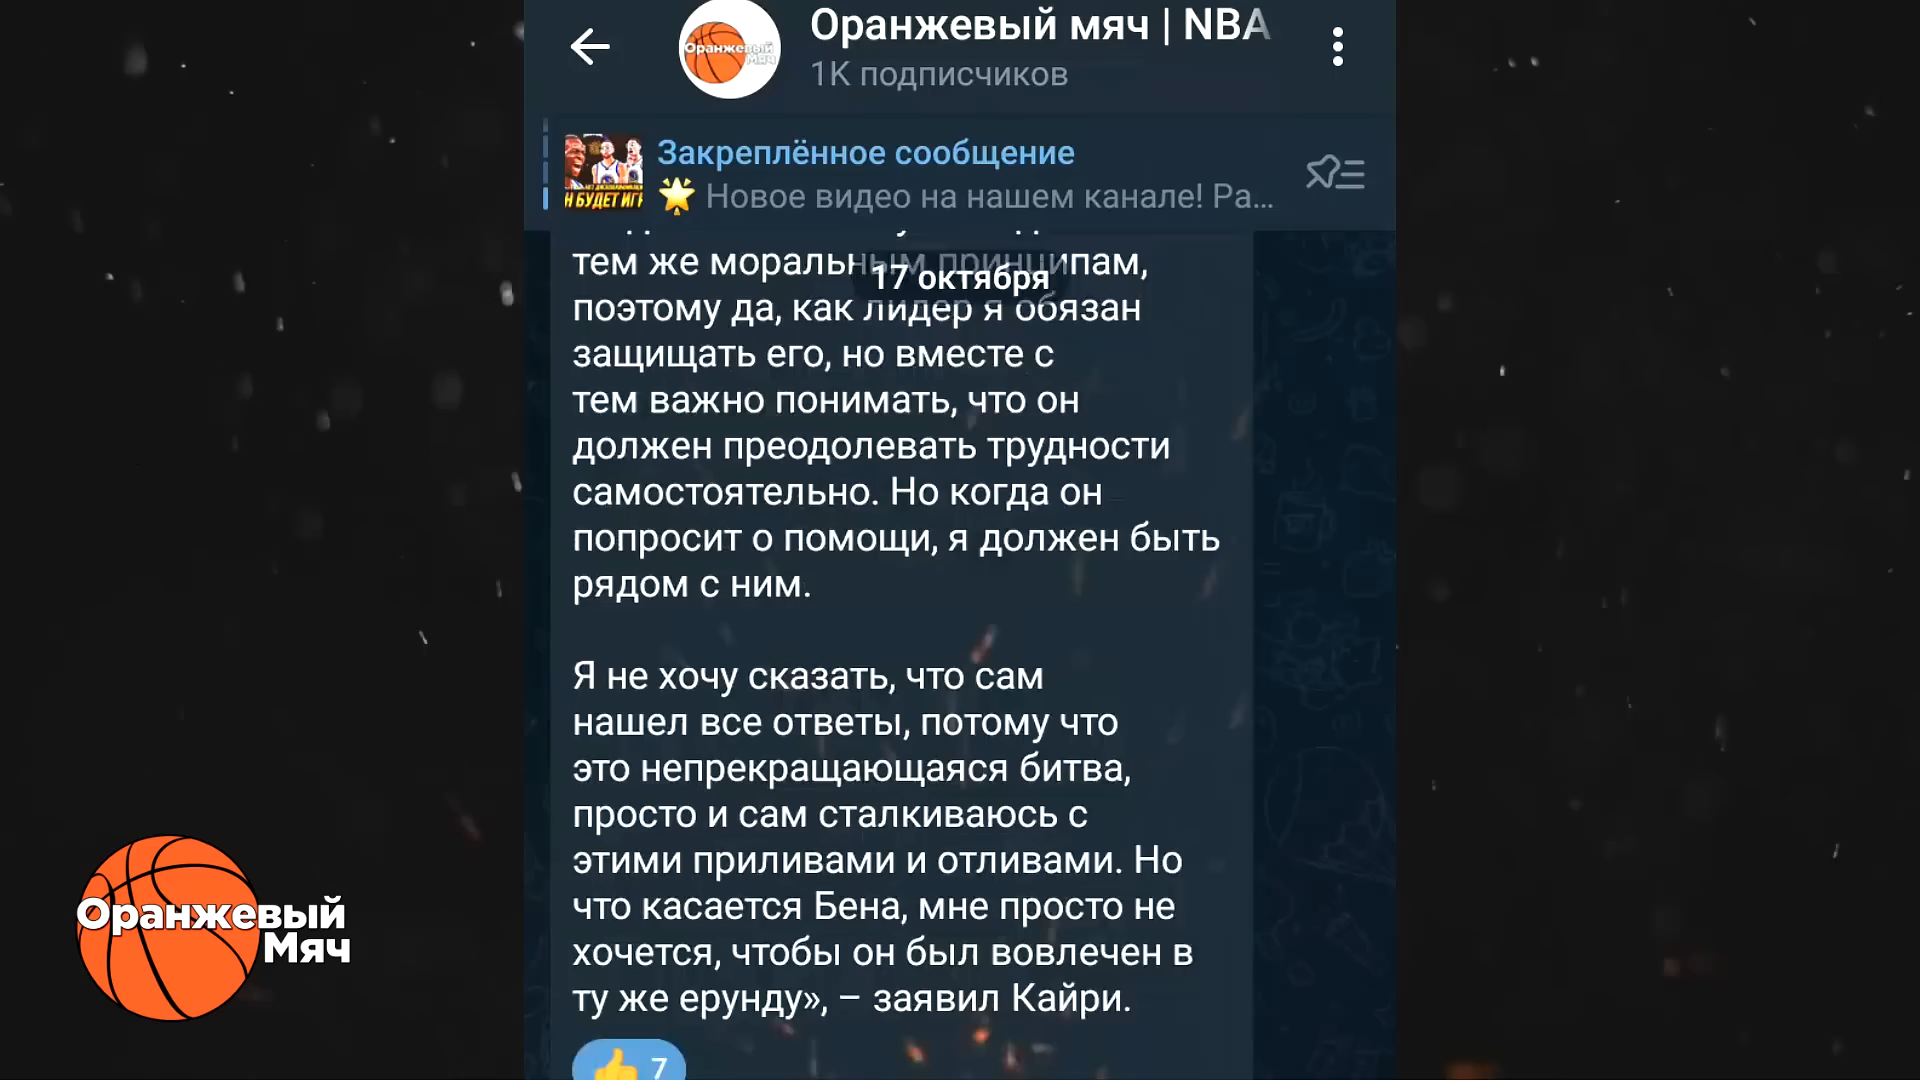 Оранжевый мяч | NBA
1K подписчиков
Закреплённое сообщение
🌟 Новое видео на нашем канале! Ра...
Н БУДЕТ ИГР
17 октября
тем же моральным принципам,
поэтому да, как лидер я обязан
защищать его, но вместе с
тем важно понимать, что он
должен преодолевать трудности
самостоятельно. Но когда он
попросит о помощи, я должен быть
рядом с ним.
Я не хочу сказать, что сам
нашел все ответы, потому что
это непрекращающаяся битва,
просто и сам сталкиваюсь с
этими приливами и отливами. Но
что касается Бена, мне просто не
хочется, чтобы он был вовлечен в
ту же ерунду», – заявил Кайри.
👍 7
Оранжевый
Мяч